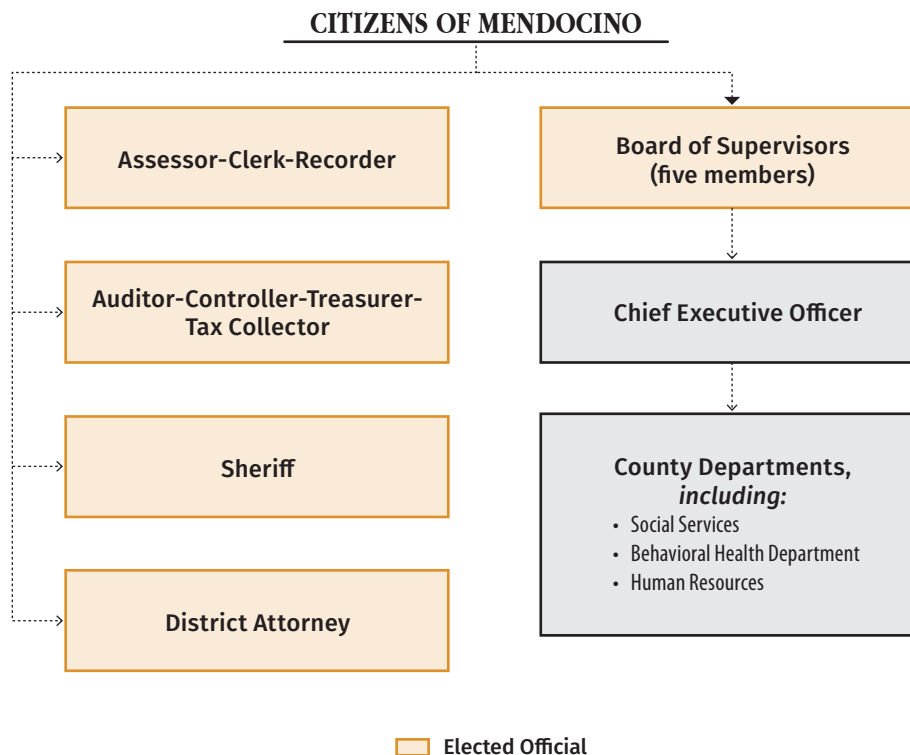 CITIZENS OF MENDOCINO
Assessor-Clerk-Recorder
Auditor-Controller-Treasurer-
Tax Collector
Sheriff
District Attorney
Board of Supervisors
(five members)
Chief Executive Officer
County Departments,
including:
• Social Services
• Behavioral Health Department
• Human Resources
Elected Official